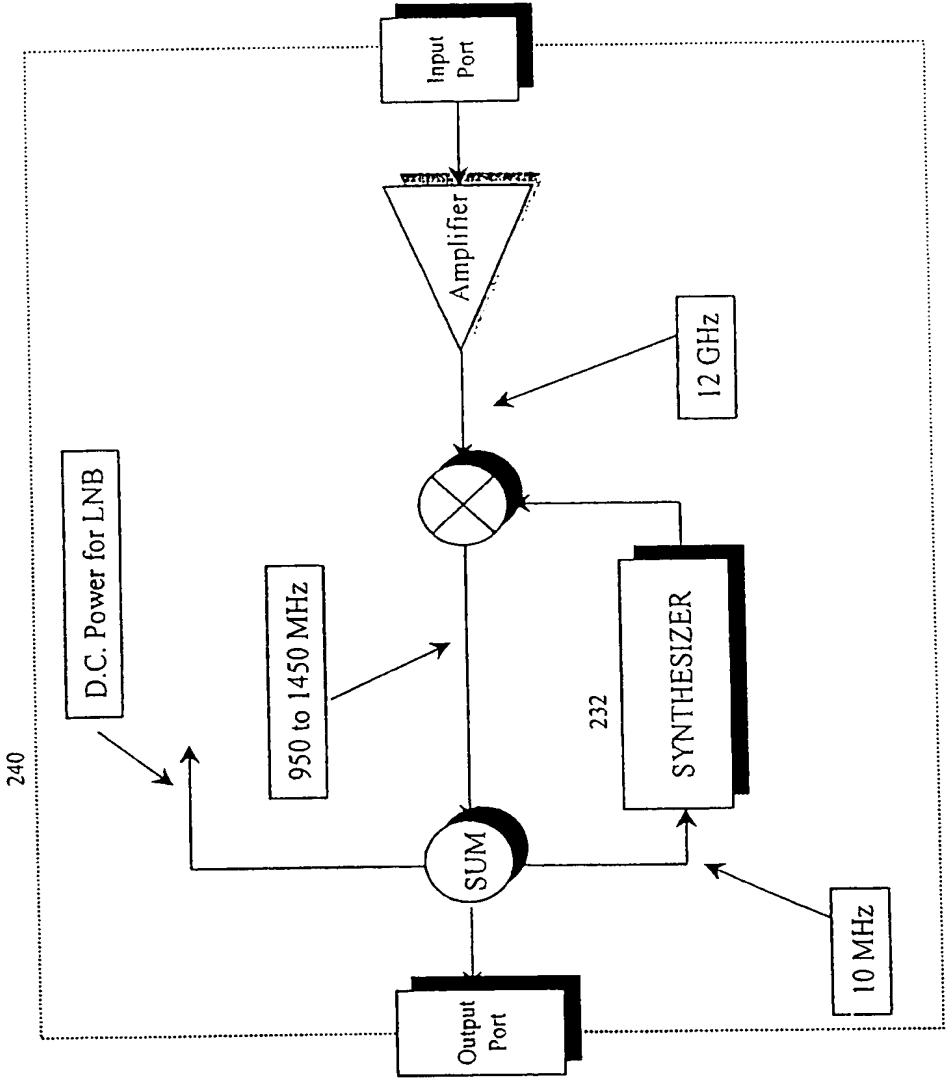 240
D.C. Power for LNB
950 to 1450 MHz
Output
Port
SUM
Amplifier
Input
Port
232
SYNTHESIZER
12 GHz
10 MHz